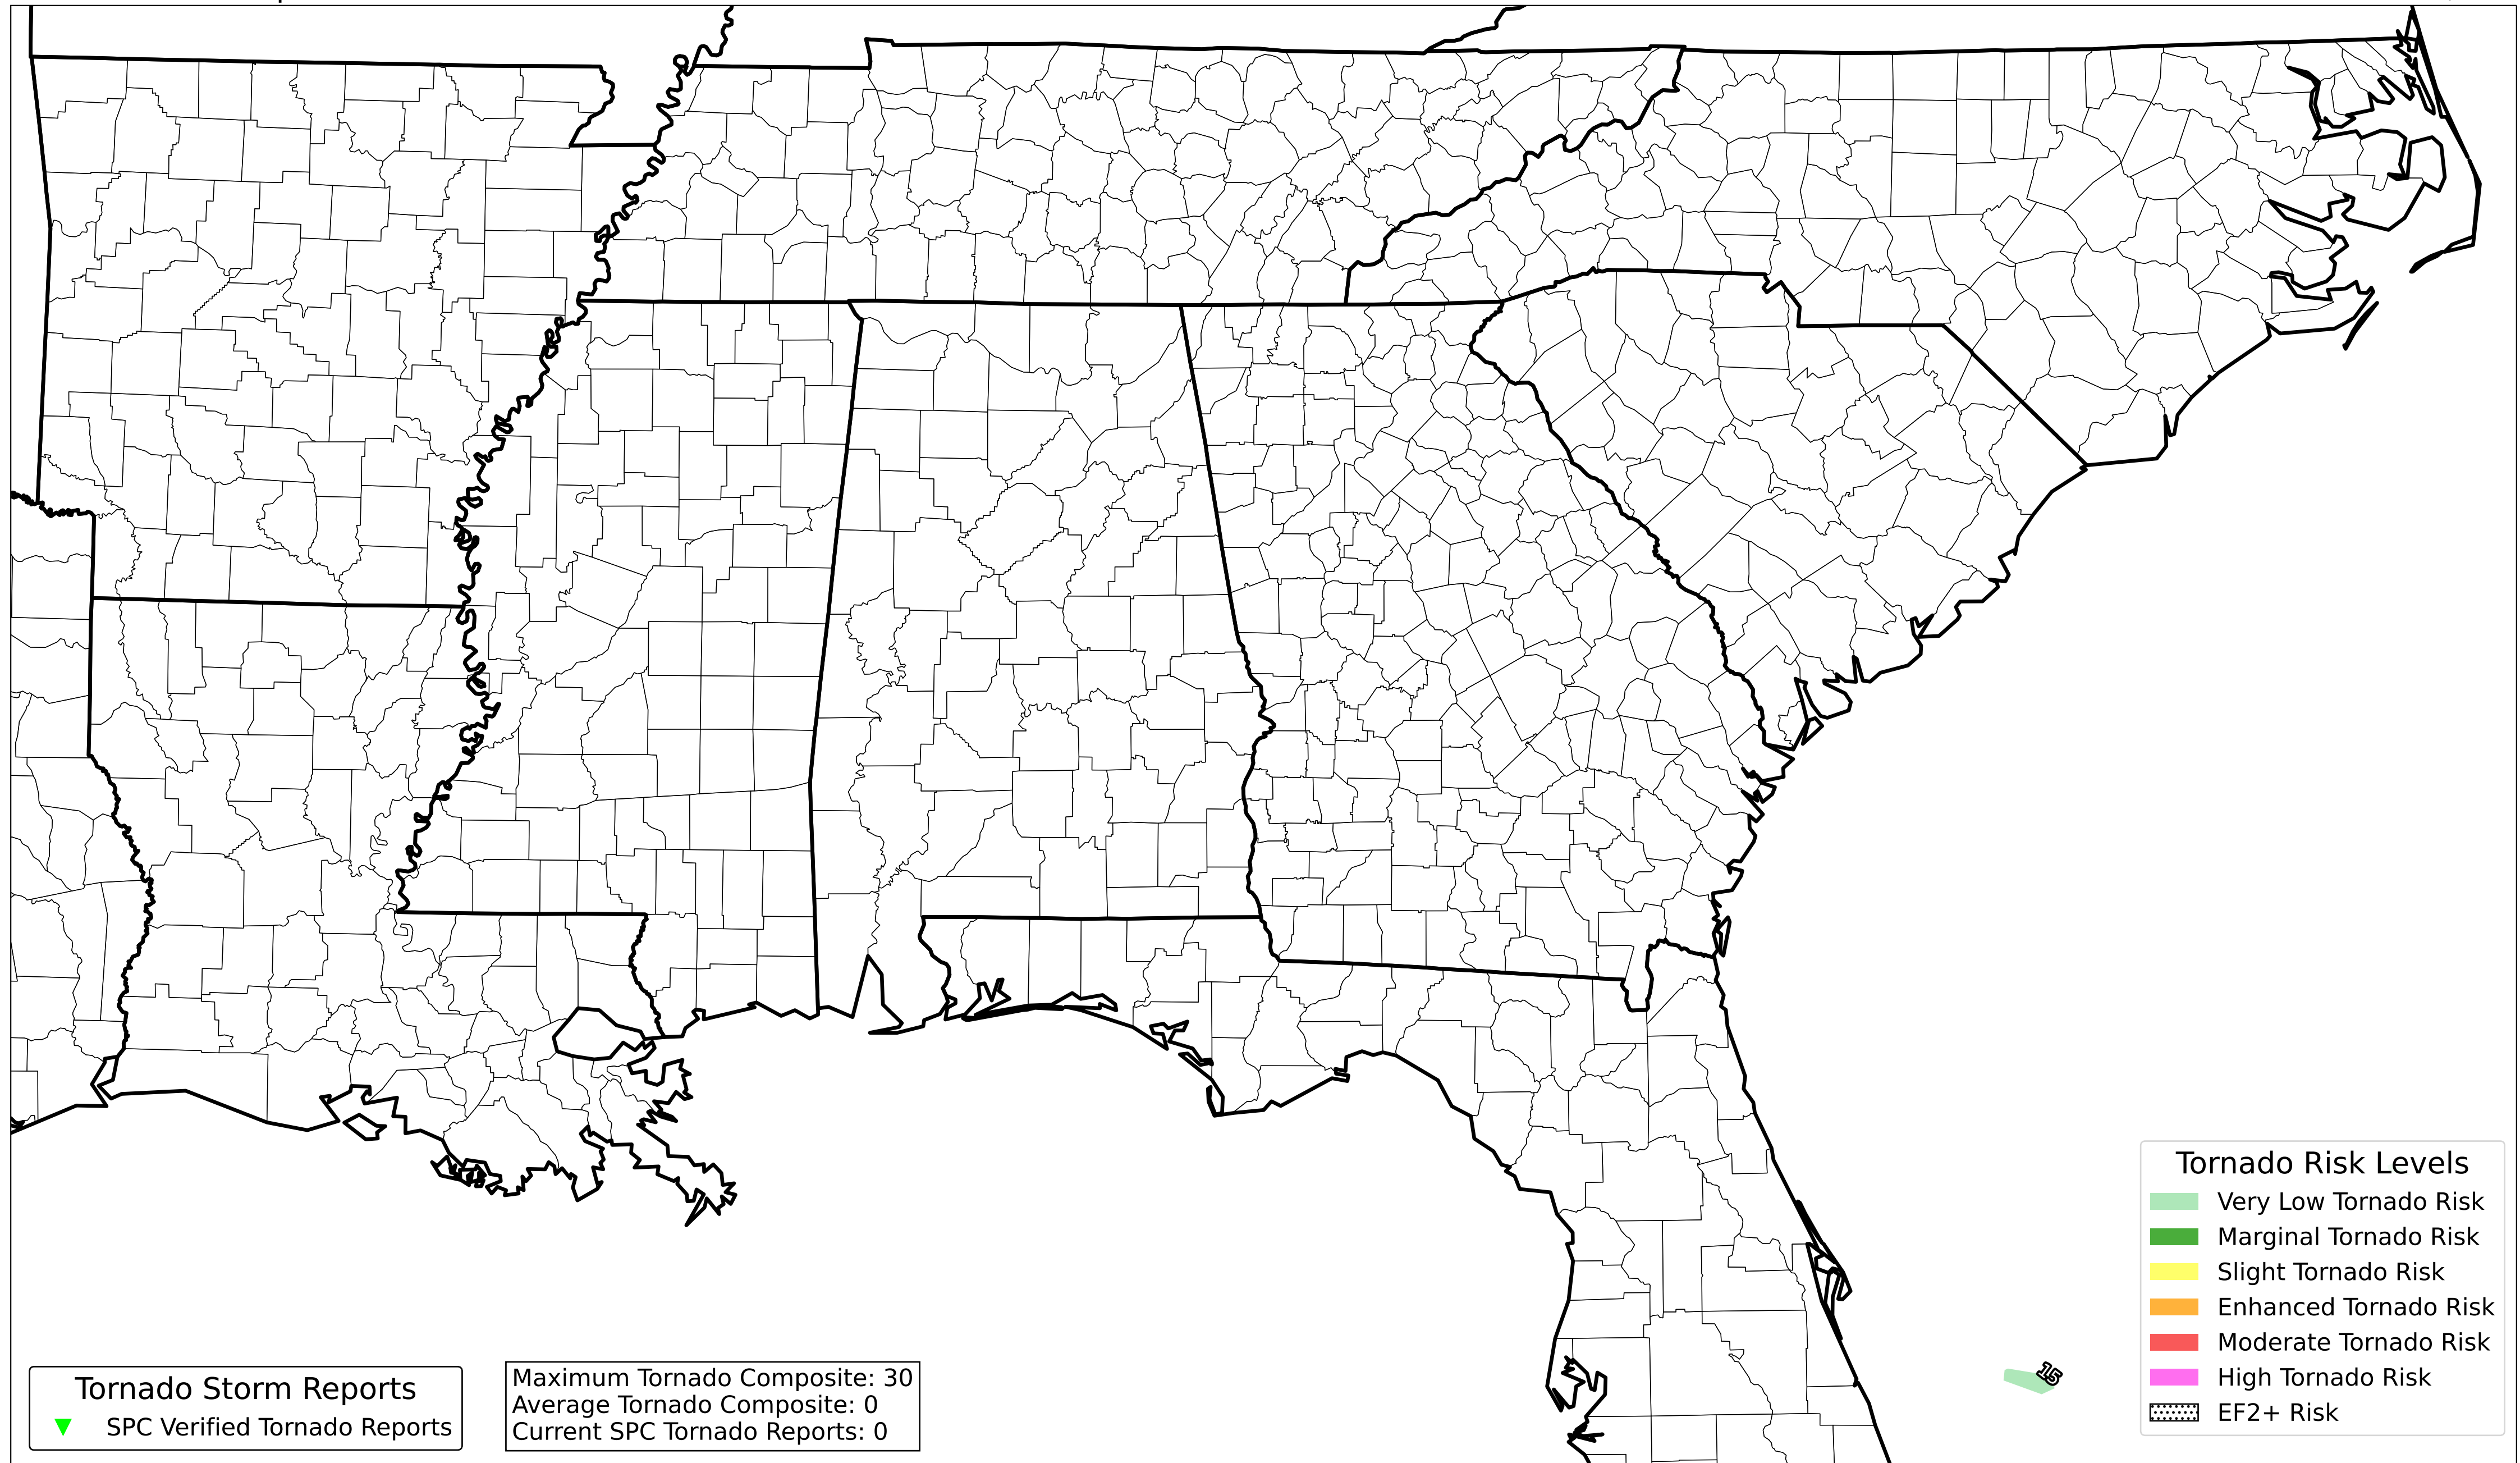 Tornado Risk Levels
Very Low Tornado Risk
Marginal Tornado Risk
Slight Tornado Risk
Enhanced Tornado Risk
Moderate Tornado Risk
High Tornado Risk
EF2+ Risk
15
Tornado Storm Reports
SPC Verified Tornado Reports
Maximum Tornado Composite: 30
Average Tornado Composite: 0
Current SPC Tornado Reports: 0